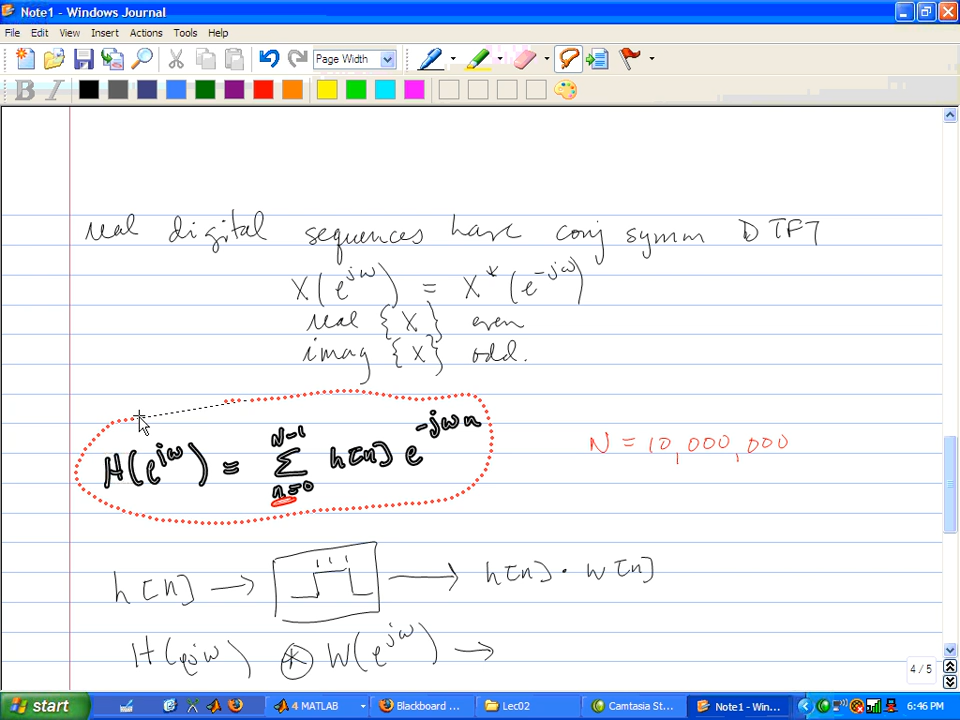 Note1 - Windows Journal
File Edit View Insert Actions Tools Help
Page Width
B I U
real digital sequences have conj symm DTFT
X(e^jω) = X*(e^-jω)
real {X} even
imag {X} odd.
H(e^jω) = Σ_{n=0}^{N-1} h[n] e^-jωn
N = 10,000,000
h[n] → → h[n] · w[n]
H(e^jω) ⊛ W(e^jω) →
4 / 5
start 4 MATLAB Blackboard ... Lec02 Camtasia St... Note1 - Win... 6:46 PM